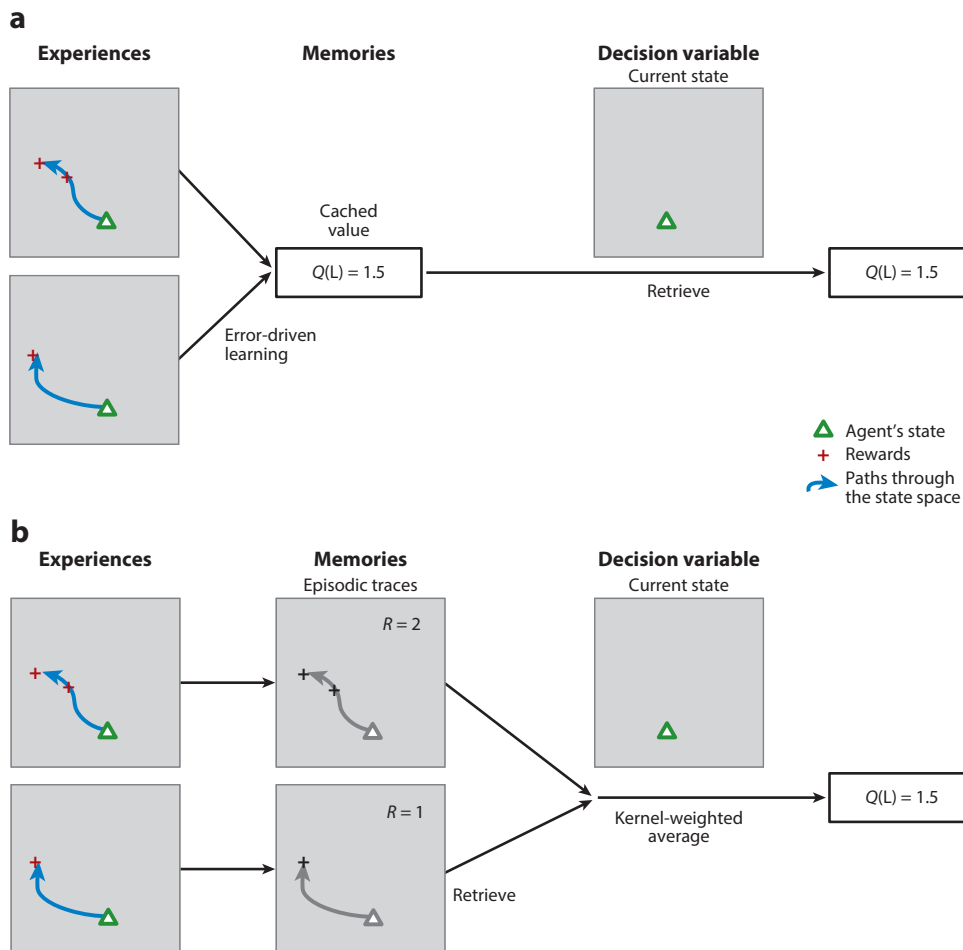 a
Experiences
Memories
Decision variable
Current state
Cached
value
Q(L) = 1.5
Error-driven
learning
Retrieve
Q(L) = 1.5
Agent's state
Rewards
Paths through
the state space
b
Experiences
Memories
Episodic traces
Decision variable
Current state
R = 2
R = 1
Retrieve
Kernel-weighted
average
Q(L) = 1.5